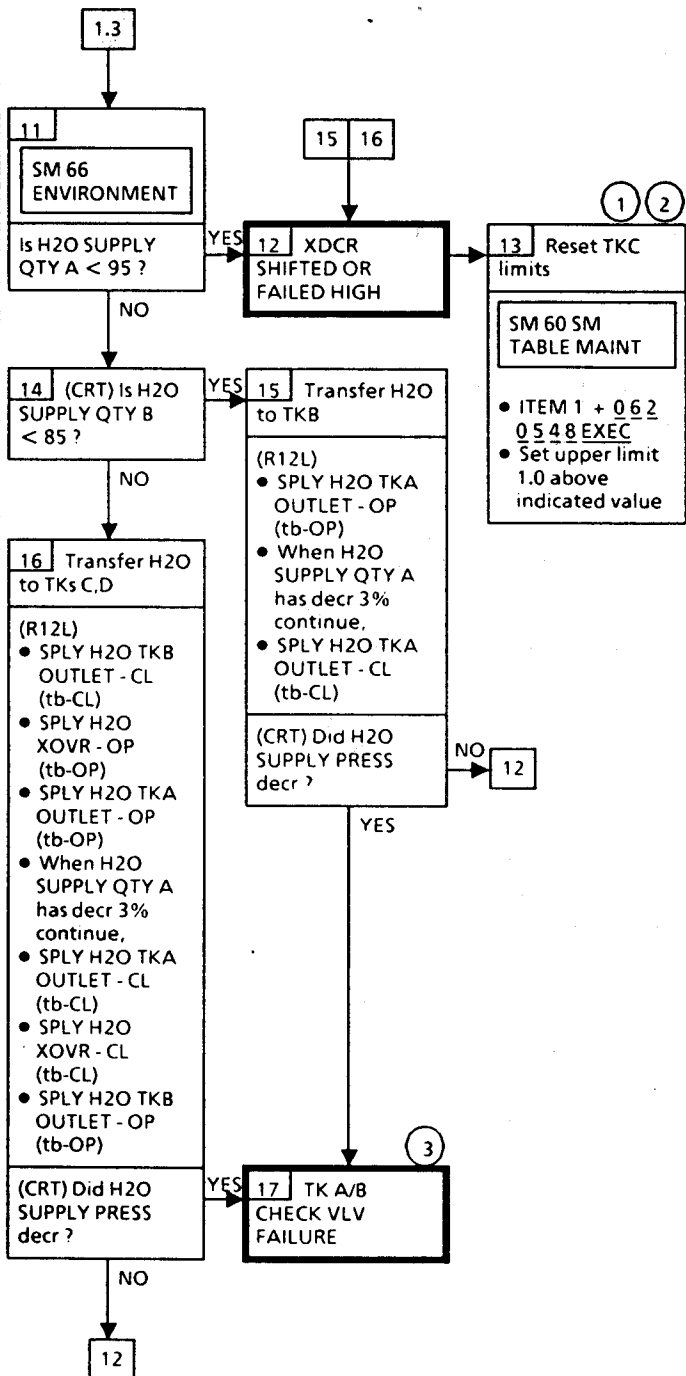 1.3
11
SM 66
ENVIRONMENT
Is H2O SUPPLY
QTY A < 95 ?
YES
NO
15 16
12 XDCR
SHIFTED OR
FAILED HIGH
1 2
13 Reset TKC
limits
SM 60 SM
TABLE MAINT
• ITEM 1 + 0 6 2
0 5 4 8 EXEC
• Set upper limit
1.0 above
indicated value
14 (CRT) Is H2O
SUPPLY QTY B
< 85 ?
YES
NO
15 Transfer H2O
to TKB
(R12L)
• SPLY H2O TKA
OUTLET - OP
(tb-OP)
• When H2O
SUPPLY QTY A
has decr 3%
continue,
• SPLY H2O TKA
OUTLET - CL
(tb-CL)
(CRT) Did H2O
SUPPLY PRESS
decr ?
NO
12
YES
16 Transfer H2O
to TKs C,D
(R12L)
• SPLY H2O TKB
OUTLET - CL
(tb-CL)
• SPLY H2O
XOVR - OP
(tb-OP)
• SPLY H2O TKA
OUTLET - OP
(tb-OP)
• When H2O
SUPPLY QTY A
has decr 3%
continue,
• SPLY H2O TKA
OUTLET - CL
(tb-CL)
• SPLY H2O
XOVR - CL
(tb-CL)
• SPLY H2O TKB
OUTLET - OP
(tb-OP)
(CRT) Did H2O
SUPPLY PRESS
decr ?
YES
NO
12
3
17 TK A/B
CHECK VLV
FAILURE